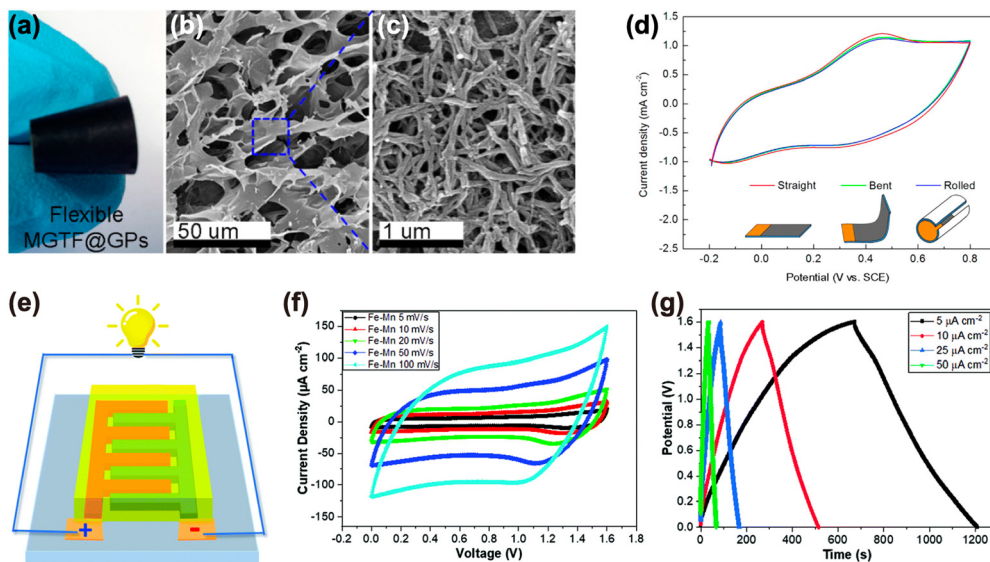 (a)
Flexible
MGTF@GPs
(b)
50 um
(c)
1 um
(d)
Current density (mA cm⁻²)
1.5
1.0
0.5
0.0
-0.5
-1.0
-1.5
-2.0
-2.5
Straight Bent Rolled
-0.2 0.0 0.2 0.4 0.6 0.8
Potential (V vs. SCE)
(e)
+ -
(f)
Current Density (µA cm⁻²)
150
100
50
0
-50
-100
Fe-Mn 5 mV/s
Fe-Mn 10 mV/s
Fe-Mn 20 mV/s
Fe-Mn 50 mV/s
Fe-Mn 100 mV/s
-0.2 0.0 0.2 0.4 0.6 0.8 1.0 1.2 1.4 1.6 1.8
Voltage (V)
(g)
Potential (V)
1.6
1.4
1.2
1.0
0.8
0.6
0.4
0.2
0.0
5 µA cm⁻²
10 µA cm⁻²
25 µA cm⁻²
50 µA cm⁻²
0 200 400 600 800 1000 1200
Time (s)